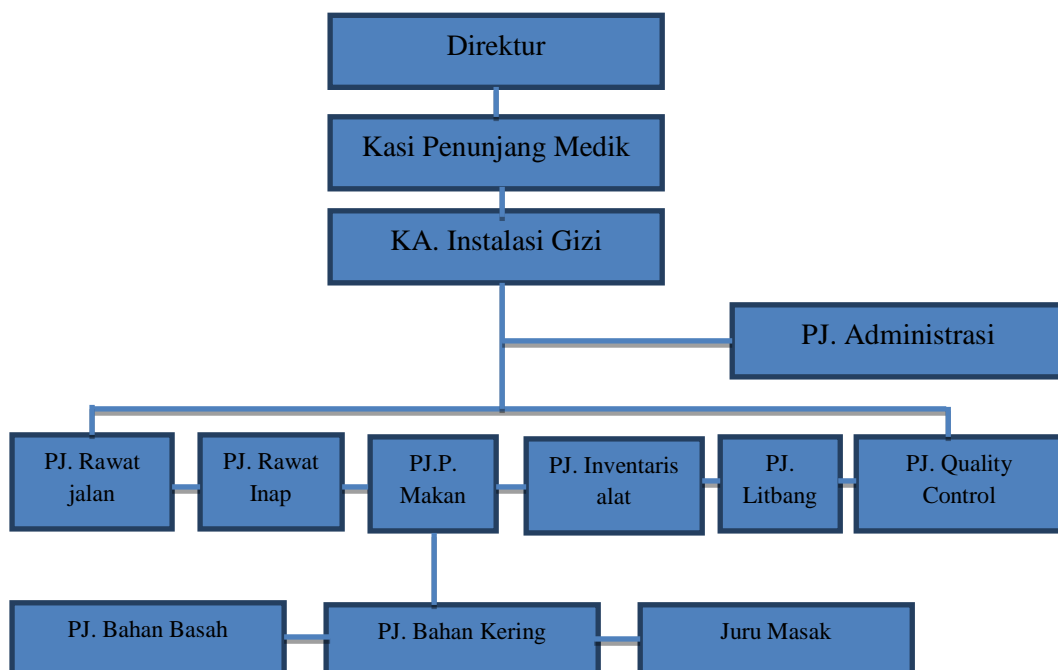 Direktur
Kasi Penunjang Medik
KA. Instalasi Gizi
PJ. Administrasi
PJ. Rawat
jalan
PJ. Rawat
Inap
PJ.P.
Makan
PJ. Inventaris
alat
PJ.
Litbang
PJ. Quality
Control
PJ. Bahan Basah
PJ. Bahan Kering
Juru Masak